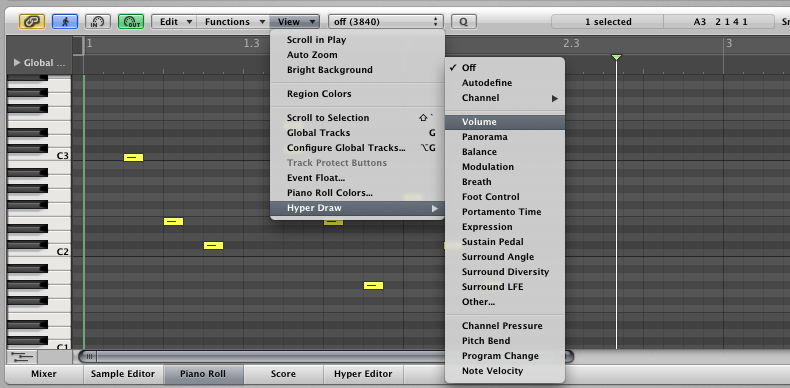 Edit Functions View off (3840) Q 1 selected A3 2 1 4 1
IN OUT
1 1.3 2.3 3
Global ...
Scroll in Play
Auto Zoom
Bright Background
Region Colors
Scroll to Selection ⇧`
Global Tracks G
Configure Global Tracks... ⌥G
Track Protect Buttons
Event Float...
Piano Roll Colors...
Hyper Draw
✓ Off
Autodefine
Channel
Volume
Panorama
Balance
Modulation
Breath
Foot Control
Portamento Time
Expression
Sustain Pedal
Surround Angle
Surround Diversity
Surround LFE
Other...
Channel Pressure
Pitch Bend
Program Change
Note Velocity
C3
C2
C1
Mixer Sample Editor Piano Roll Score Hyper Editor